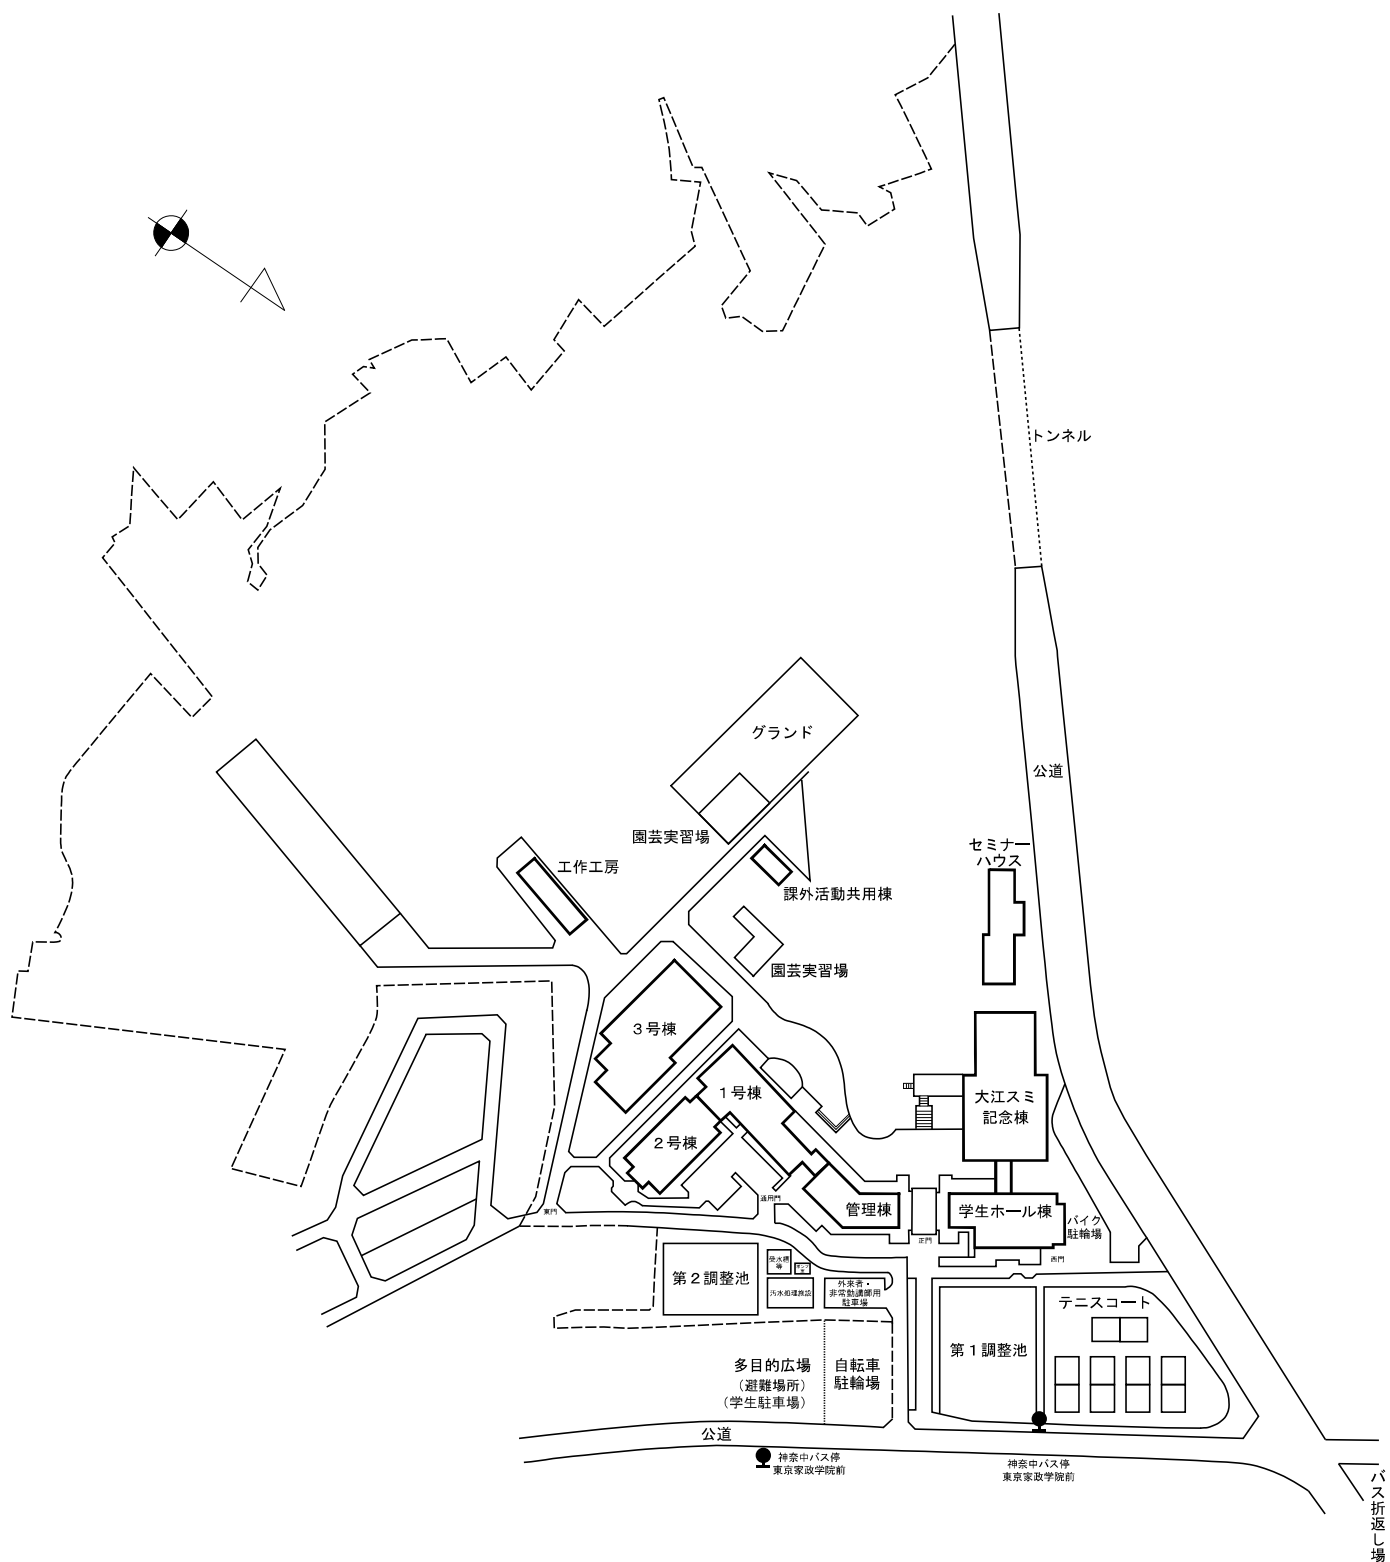 トンネル
グランド
公道
園芸実習場
セミナー
ハウス
工作工房
課外活動共用棟
園芸実習場
3号棟
1号棟
大江スミ
記念棟
2号棟
通用門
東門
管理棟
学生ホール棟
バイク
駐輪場
正門
西門
受水槽
等
第2調整池
汚水処理施設
外来者・
非常勤講師用
駐車場
テニスコート
第1調整池
多目的広場
(避難場所)
(学生駐車場)
自転車
駐輪場
公道
神奈中バス停
東京家政学院前
神奈中バス停
東京家政学院前
バス折返し場